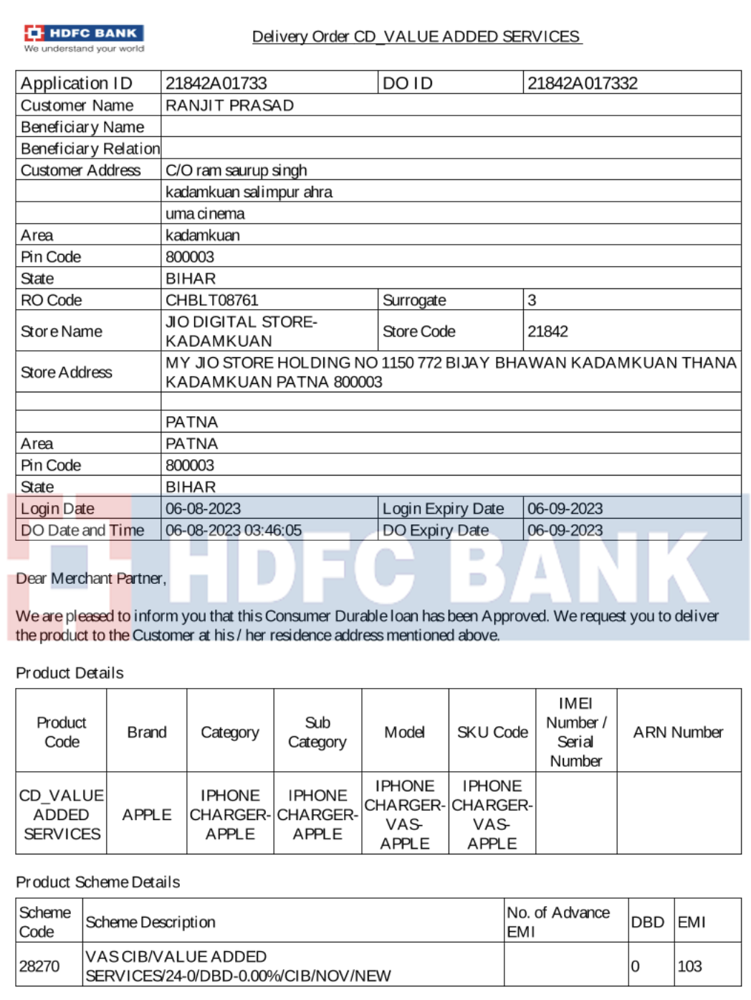 HDFC BANK
We understand your world
Delivery Order CD_VALUE ADDED SERVICES
Application ID 21842A01733 DO ID 21842A017332
Customer Name RANJIT PRASAD
Beneficiary Name
Beneficiary Relation
Customer Address C/O ram saurup singh
kadamkuan salimpur ahra
uma cinema
Area kadamkuan
Pin Code 800003
State BIHAR
RO Code CHBLT08761 Surrogate 3
Store Name JIO DIGITAL STORE-
KADAMKUAN Store Code 21842
Store Address MY JIO STORE HOLDING NO 1150 772 BIJAY BHAWAN KADAMKUAN THANA
KADAMKUAN PATNA 800003
PATNA
Area PATNA
Pin Code 800003
State BIHAR
Login Date 06-08-2023 Login Expiry Date 06-09-2023
DO Date and Time 06-08-2023 03:46:05 DO Expiry Date 06-09-2023
HDFC BANK
Dear Merchant Partner,
We are pleased to inform you that this Consumer Durable loan has been Approved. We request you to deliver
the product to the Customer at his / her residence address mentioned above.
Product Details
Product
Code
Brand
Category
Sub
Category
Model
SKU Code
IMEI
Number /
Serial
Number
ARN Number
CD_VALUE
ADDED
SERVICES
APPLE
IPHONE
CHARGER-
APPLE
IPHONE
CHARGER-
APPLE
IPHONE
CHARGER-
VAS-
APPLE
IPHONE
CHARGER-
VAS-
APPLE
Product Scheme Details
Scheme
Code
Scheme Description
No. of Advance
EMI
DBD
EMI
28270
VAS CIB/VALUE ADDED
SERVICES/24-0/DBD-0.00%/CIB/NOV/NEW
0
103